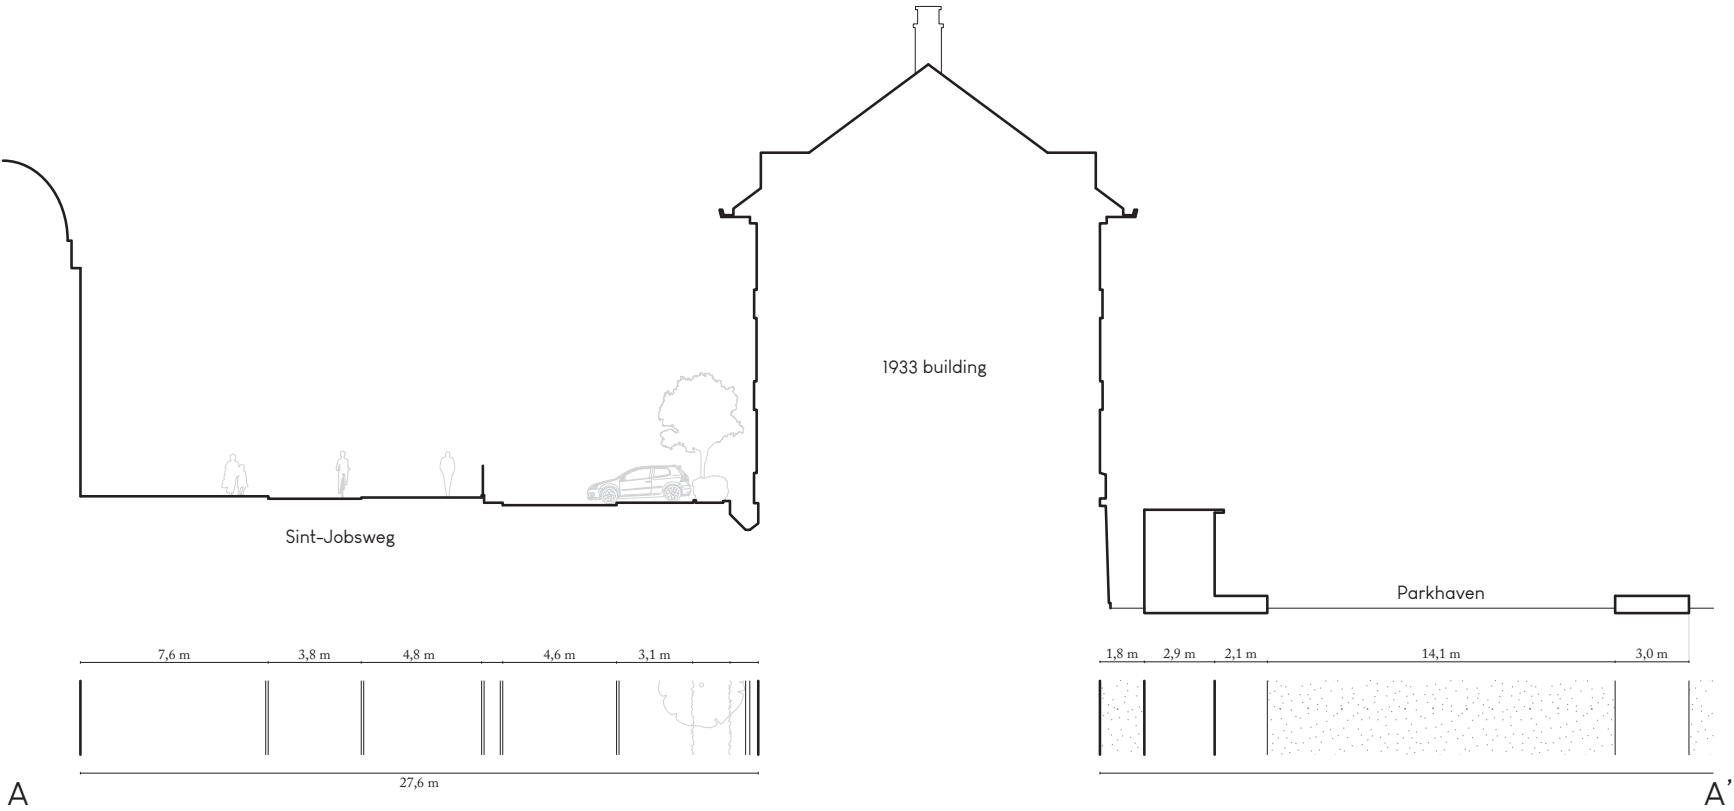 1933 building
Sint-Jobsweg
Parkhaven
7,6 m 3,8 m 4,8 m 4,6 m 3,1 m
1,8 m 2,9 m 2,1 m 14,1 m 3,0 m
27,6 m
A
A'